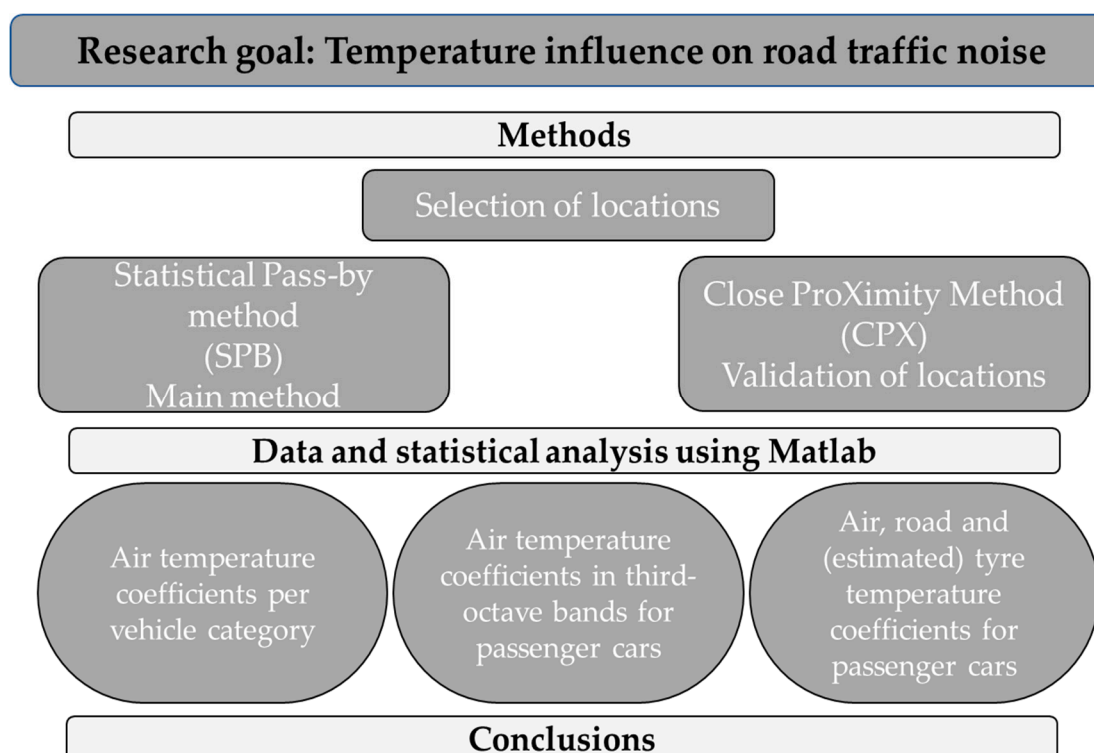 Research goal: Temperature influence on road traffic noise
Methods
Selection of locations
Statistical Pass-by
method
(SPB)
Main method
Close ProXimity Method
(CPX)
Validation of locations
Data and statistical analysis using Matlab
Air temperature
coefficients per
vehicle category
Air temperature
coefficients in third-
octave bands for
passenger cars
Air, road and
(estimated) tyre
temperature
coefficients for
passenger cars
Conclusions